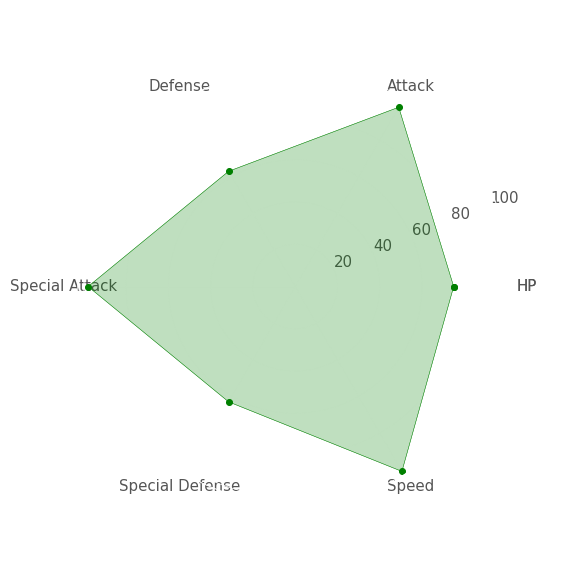 Defense
Attack
100
80
60
40
20
Special Attack
HP
Special Defense
Speed